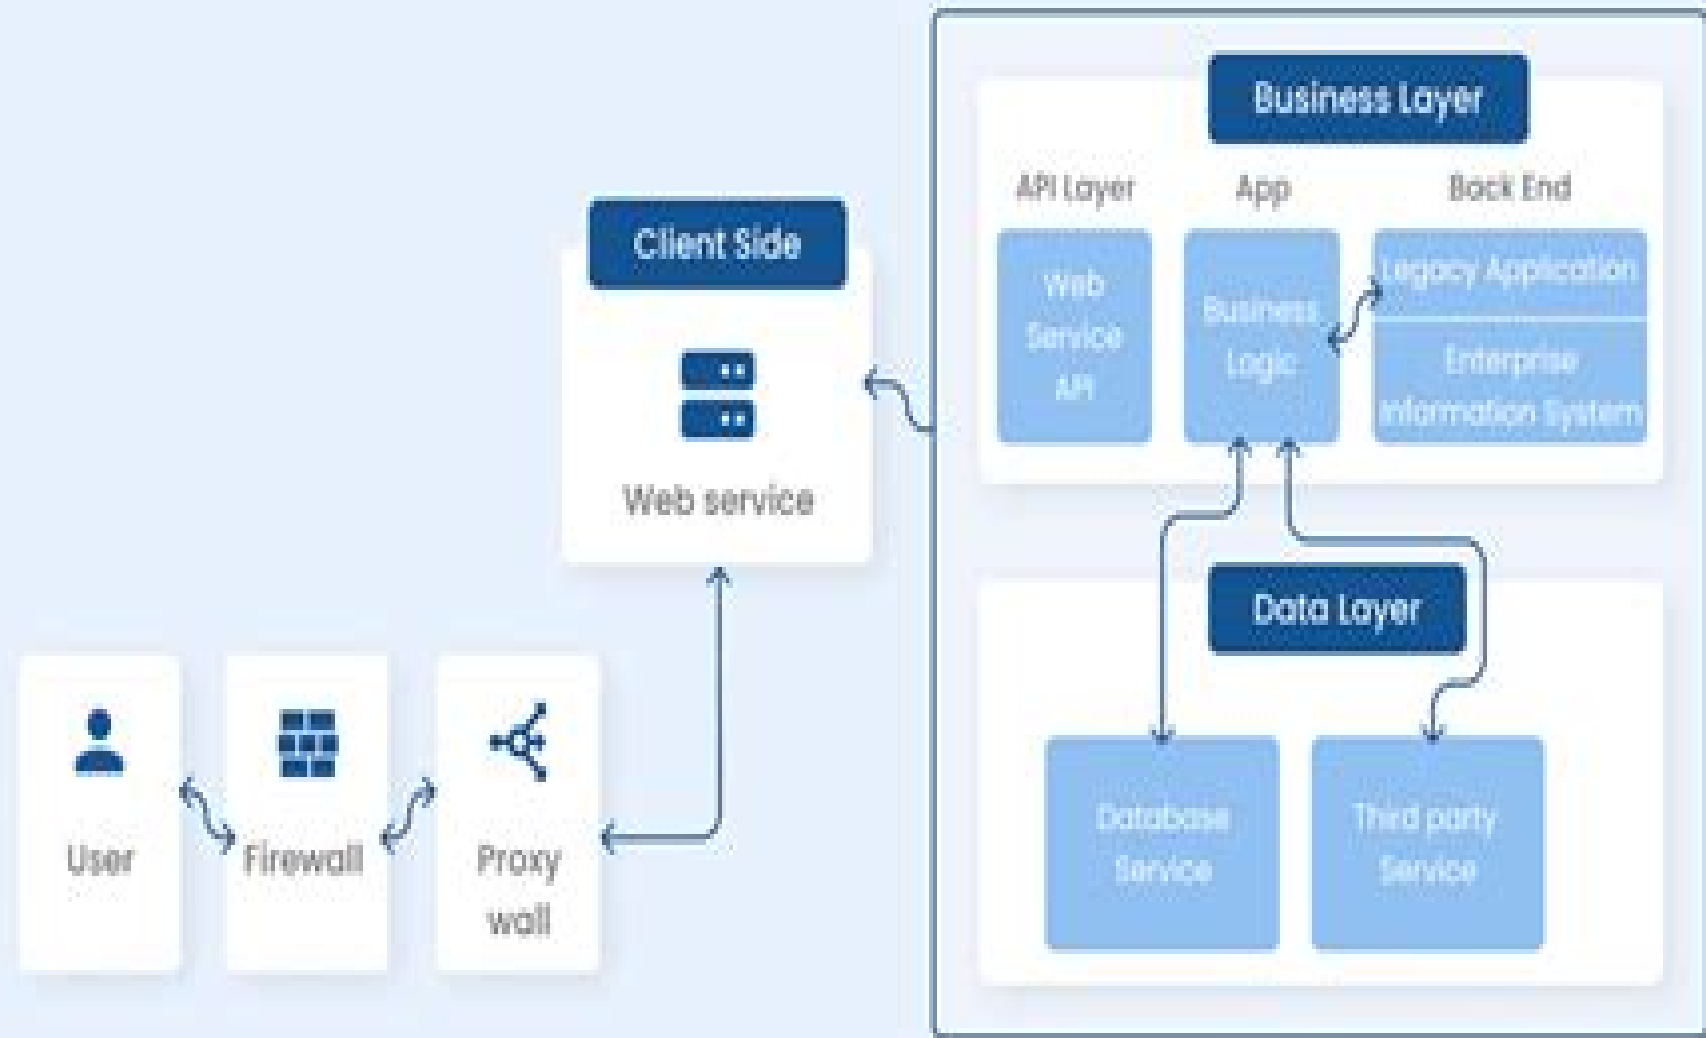 Business Layer
API Layer
App
Back End
Web
Service
API
Business
Logic
Legacy Application
Enterprise
Information System
Client Side
Web service
Data Layer
Database
Service
Third party
Service
User
Firewall
Proxy
wall